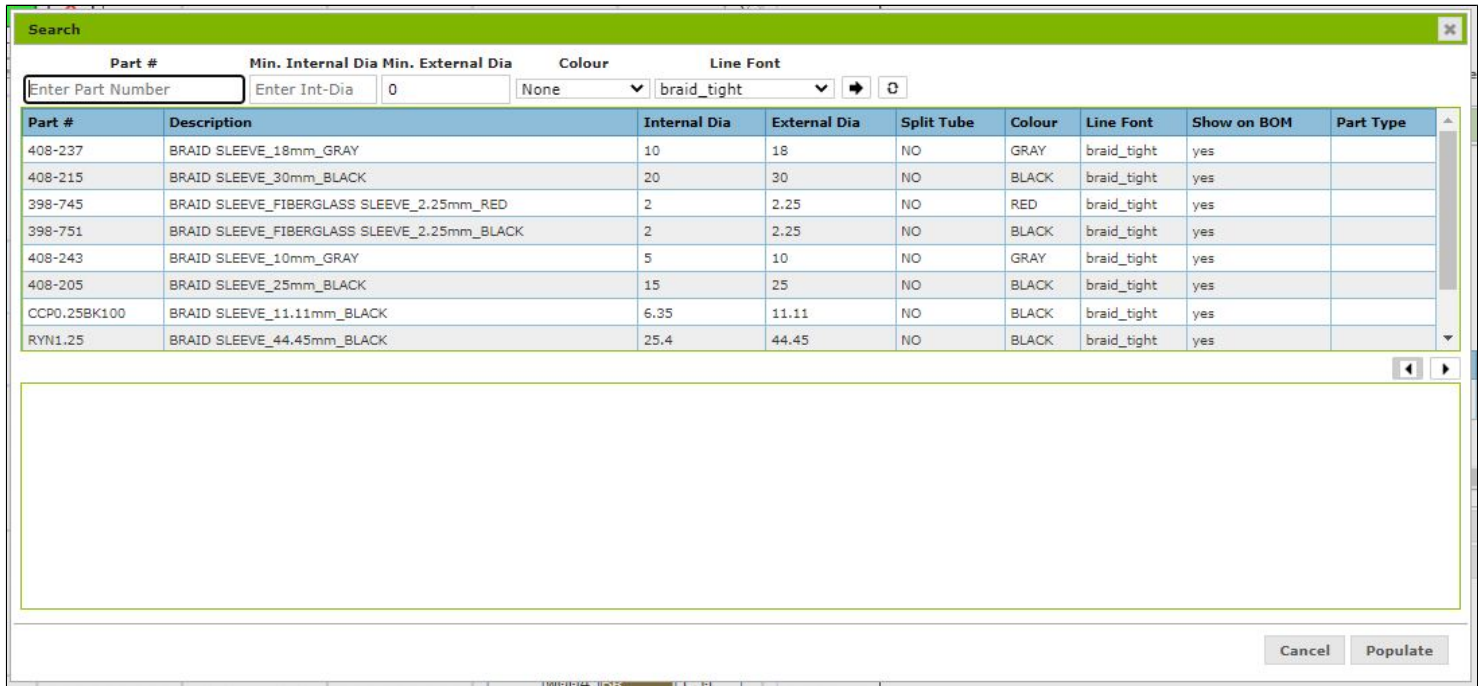 Search
Part # Min. Internal Dia Min. External Dia Colour Line Font
Enter Part Number Enter Int-Dia 0 None braid_tight
Part # Description Internal Dia External Dia Split Tube Colour Line Font Show on BOM Part Type
408-237 BRAID SLEEVE_18mm_GRAY 10 18 NO GRAY braid_tight yes
408-215 BRAID SLEEVE_30mm_BLACK 20 30 NO BLACK braid_tight yes
398-745 BRAID SLEEVE_FIBERGLASS SLEEVE_2.25mm_RED 2 2.25 NO RED braid_tight yes
398-751 BRAID SLEEVE_FIBERGLASS SLEEVE_2.25mm_BLACK 2 2.25 NO BLACK braid_tight yes
408-243 BRAID SLEEVE_10mm_GRAY 5 10 NO GRAY braid_tight yes
408-205 BRAID SLEEVE_25mm_BLACK 15 25 NO BLACK braid_tight yes
CCP0.25BK100 BRAID SLEEVE_11.11mm_BLACK 6.35 11.11 NO BLACK braid_tight yes
RYN1.25 BRAID SLEEVE_44.45mm_BLACK 25.4 44.45 NO BLACK braid_tight yes
Cancel Populate